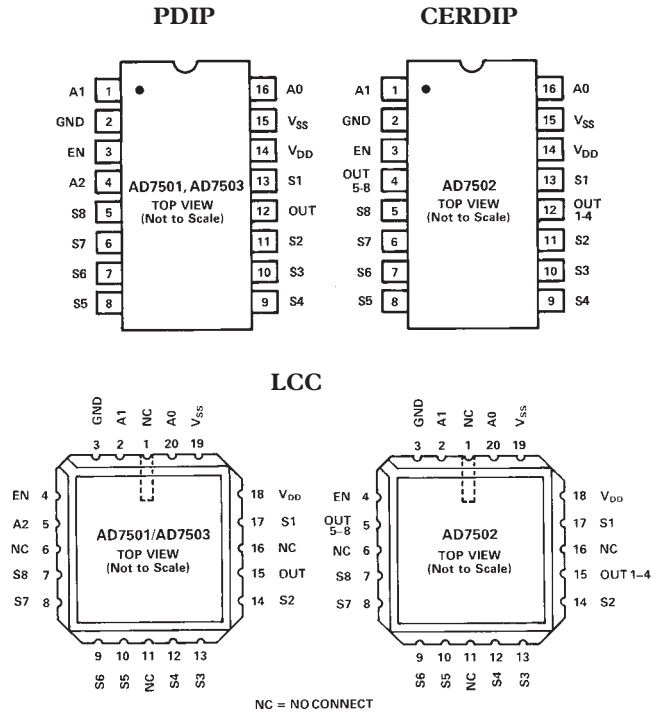 PDIP CERDIP
A1 1 16 A0 A1 1 16 A0
GND 2 15 VSS GND 2 15 VSS
EN 3 14 VDD EN 3 14 VDD
A2 4 13 S1 OUT 5-8 4 13 S1
AD7501, AD7503 AD7502
TOP VIEW TOP VIEW
(Not to Scale) (Not to Scale)
S8 5 12 OUT S8 5 12 OUT 1-4
S7 6 11 S2 S7 6 11 S2
S6 7 10 S3 S6 7 10 S3
S5 8 9 S4 S5 8 9 S4
LCC
GND A1 NC A0 VSS GND A1 NC A0 VSS
3 2 1 20 19 3 2 1 20 19
EN 4 18 VDD EN 4 18 VDD
A2 5 17 S1 OUT 5-8 5 17 S1
AD7501/AD7503 AD7502
TOP VIEW TOP VIEW
(Not to Scale) (Not to Scale)
NC 6 16 NC NC 6 16 NC
S8 7 15 OUT S8 7 15 OUT 1-4
S7 8 14 S2 S7 8 14 S2
9 10 11 12 13 9 10 11 12 13
S6 S5 NC S4 S3 S6 S5 NC S4 S3
NC = NO CONNECT